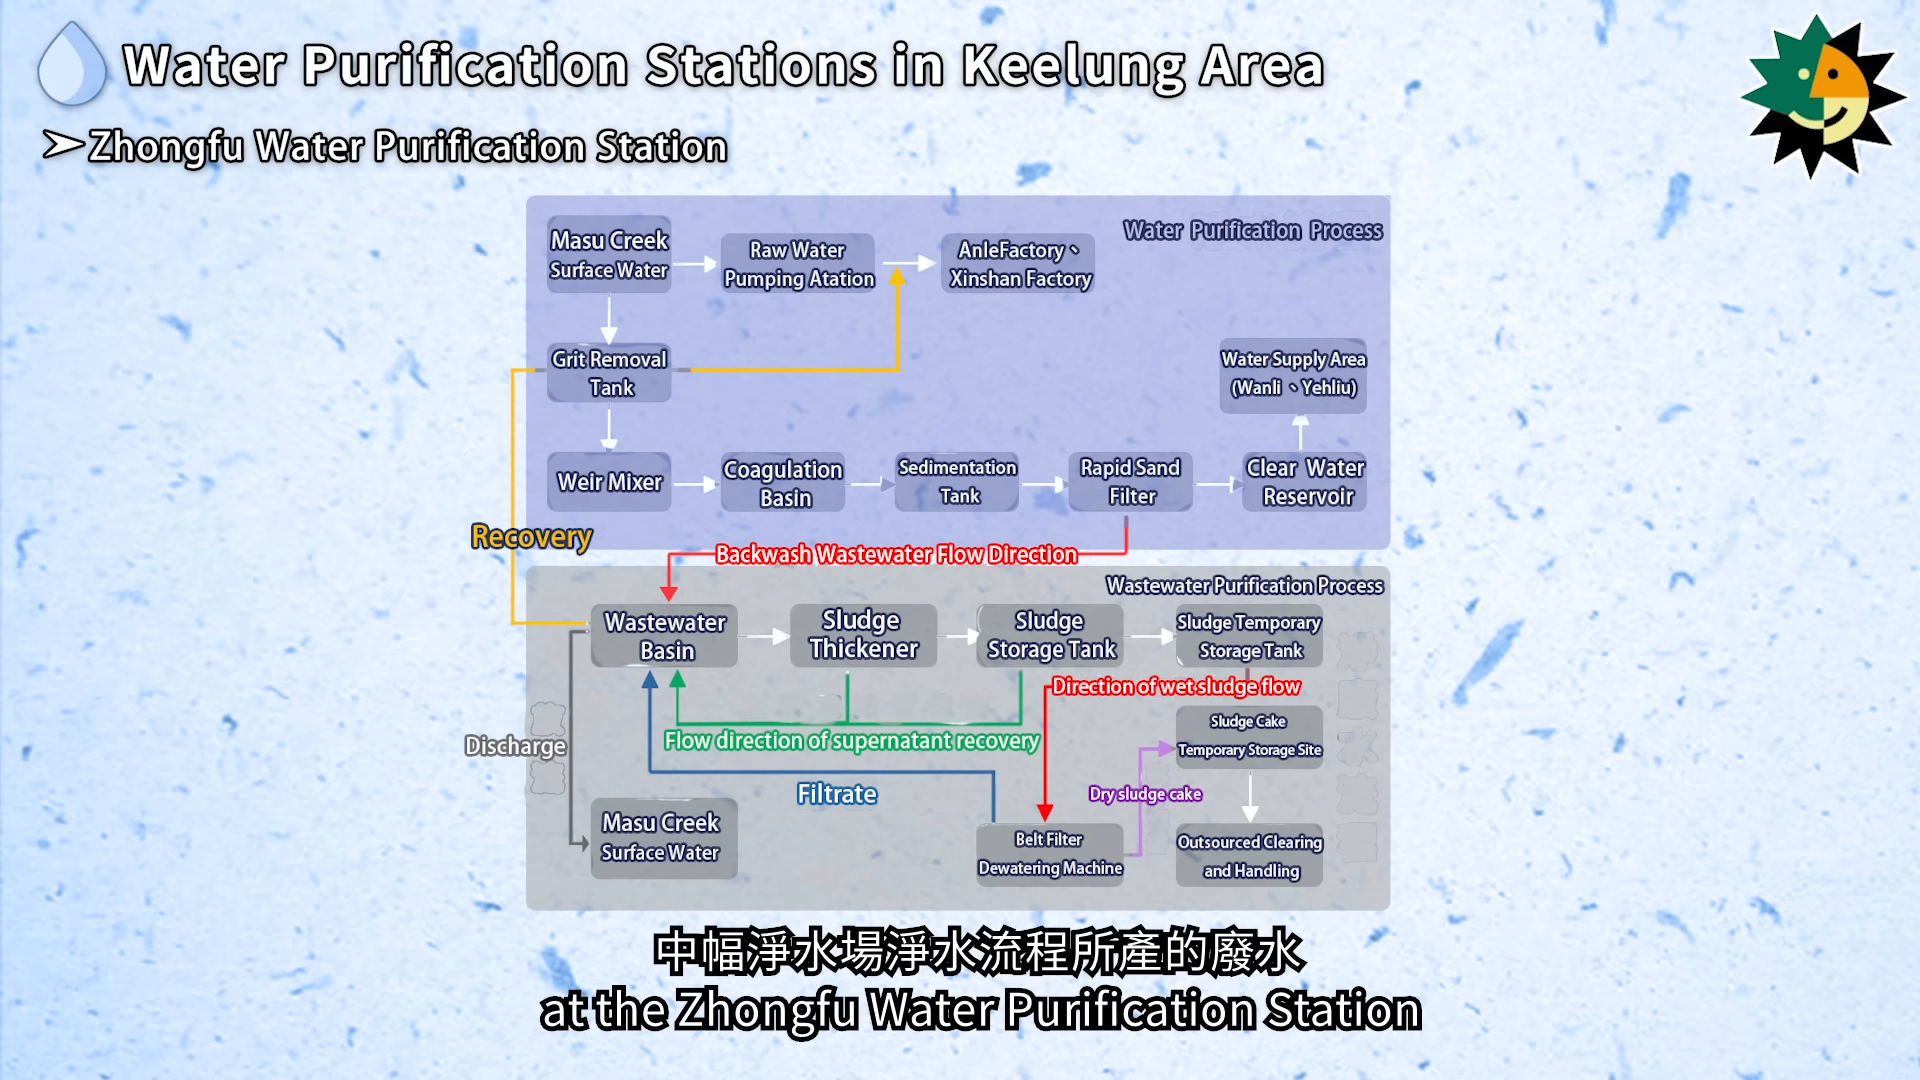 Water Purification Stations in Keelung Area
Zhongfu Water Purification Station
Water Purification Process
Masu Creek
Surface Water
Raw Water
Pumping Atation
AnleFactory、
Xinshan Factory
Grit Removal
Tank
Water Supply Area
(Wanli、Yehliu)
Weir Mixer
Coagulation
Basin
Sedimentation
Tank
Rapid Sand
Filter
Clear Water
Reservoir
Recovery
Backwash Wastewater Flow Direction
Wastewater Purification Process
Wastewater
Basin
Sludge
Thickener
Sludge
Storage Tank
Sludge Temporary
Storage Tank
Direction of wet sludge flow
Sludge Cake
Temporary Storage Site
Discharge
Flow direction of supernatant recovery
Filtrate
Dry sludge cake
Masu Creek
Surface Water
Belt Filter
Dewatering Machine
Outsourced Clearing
and Handling
中幅淨水場淨水流程所產的廢水
at the Zhongfu Water Purification Station